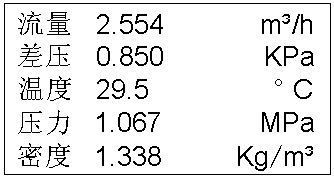 流量 2.554 m³/h
差压 0.850 KPa
温度 29.5 °C
压力 1.067 MPa
密度 1.338 Kg/m³